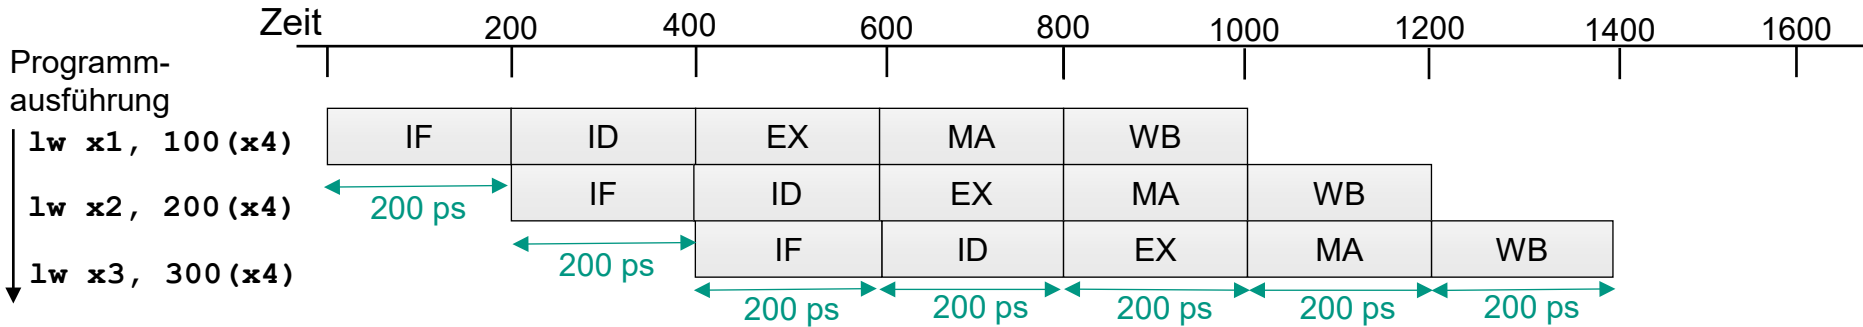 Zeit 200 400 600 800 1000 1200 1400 1600
Programm-
ausführung
lw x1, 100(x4) IF ID EX MA WB
200 ps
lw x2, 200(x4) IF ID EX MA WB
200 ps
lw x3, 300(x4) IF ID EX MA WB
200 ps 200 ps 200 ps 200 ps 200 ps